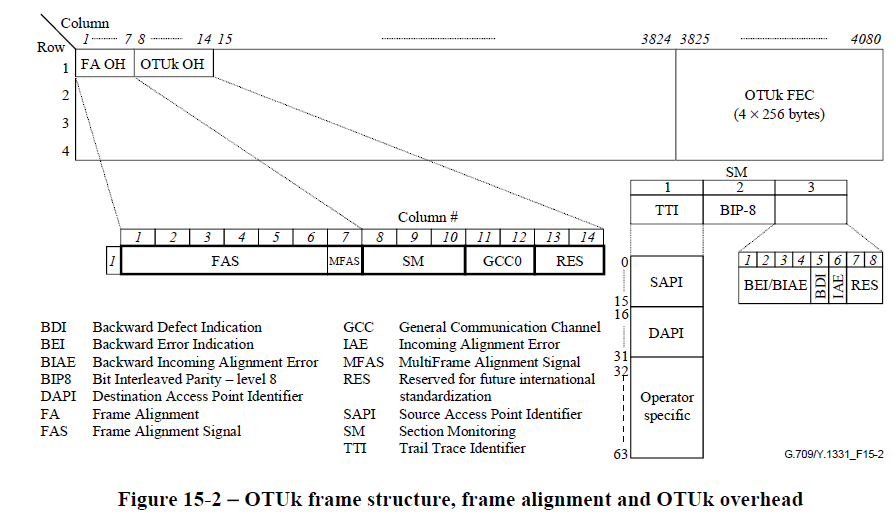 Column
1 7 8 14 15 3824 3825 4080
Row
1 FA OH OTUk OH
2
3
4
OTUk FEC
(4 × 256 bytes)
SM
1 2 3
TTI BIP-8
Column #
1 2 3 4 5 6 7 8 9 10 11 12 13 14
1 FAS MFAS SM GCC0 RES
0
SAPI
15
16
DAPI
31
32
Operator
specific
63
1 2 3 4 5 6 7 8
BEI/BIAE BDI IAE RES
BDI Backward Defect Indication
BEI Backward Error Indication
BIAE Backward Incoming Alignment Error
BIP8 Bit Interleaved Parity – level 8
DAPI Destination Access Point Identifier
FA Frame Alignment
FAS Frame Alignment Signal
GCC General Communication Channel
IAE Incoming Alignment Error
MFAS MultiFrame Alignment Signal
RES Reserved for future international
standardization
SAPI Source Access Point Identifier
SM Section Monitoring
TTI Trail Trace Identifier
G.709/Y.1331_F15-2
Figure 15-2 – OTUk frame structure, frame alignment and OTUk overhead